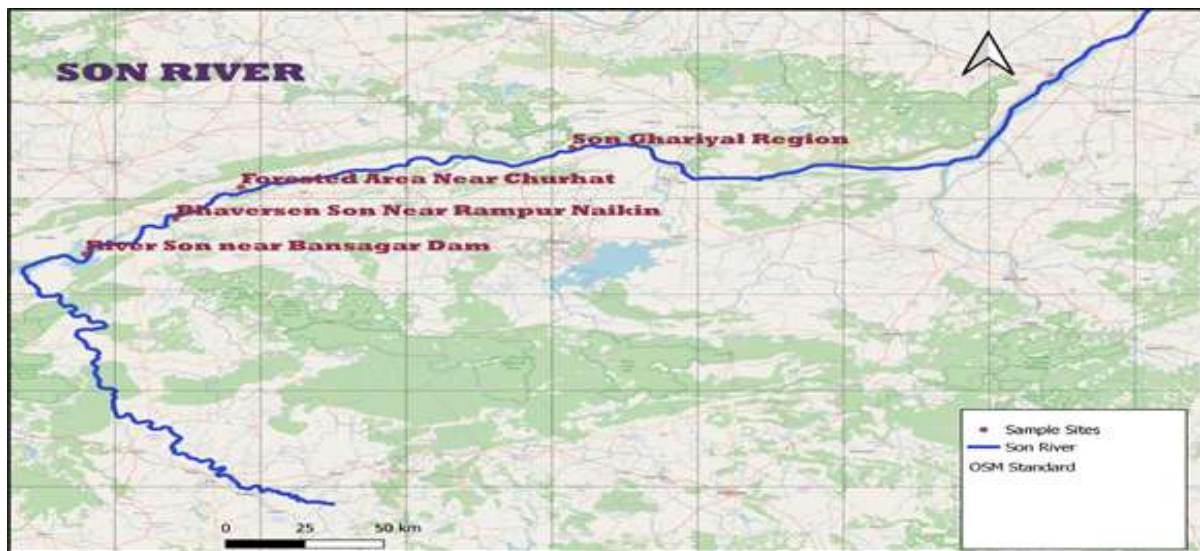 SON RIVER
Son Ghariyal Region
Forested Area Near Churhat
Bhaversen Son Near Rampur Naikin
River Son near Bansagar Dam
Sample Sites
Son River
OSM Standard
0 25 50 km